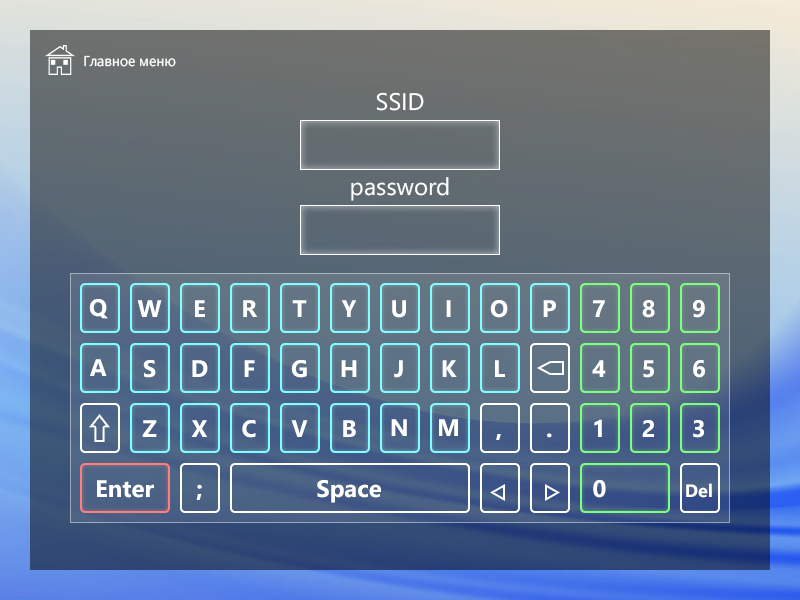 Главное меню
SSID
password
Q W E R T Y U I O P 7 8 9
A S D F G H J K L 4 5 6
Z X C V B N M , . 1 2 3
Enter ; Space 0 Del